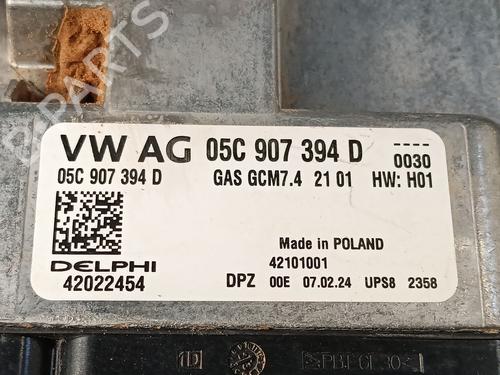 B-PARTS
VW AG 05C 907 394 D
----
0030
05C 907 394 D GAS GCM7.4 21 01 HW: H01
Made in POLAND
42101001
DELPHI
42022454 DPZ 00E 07.02.24 UPS8 2358